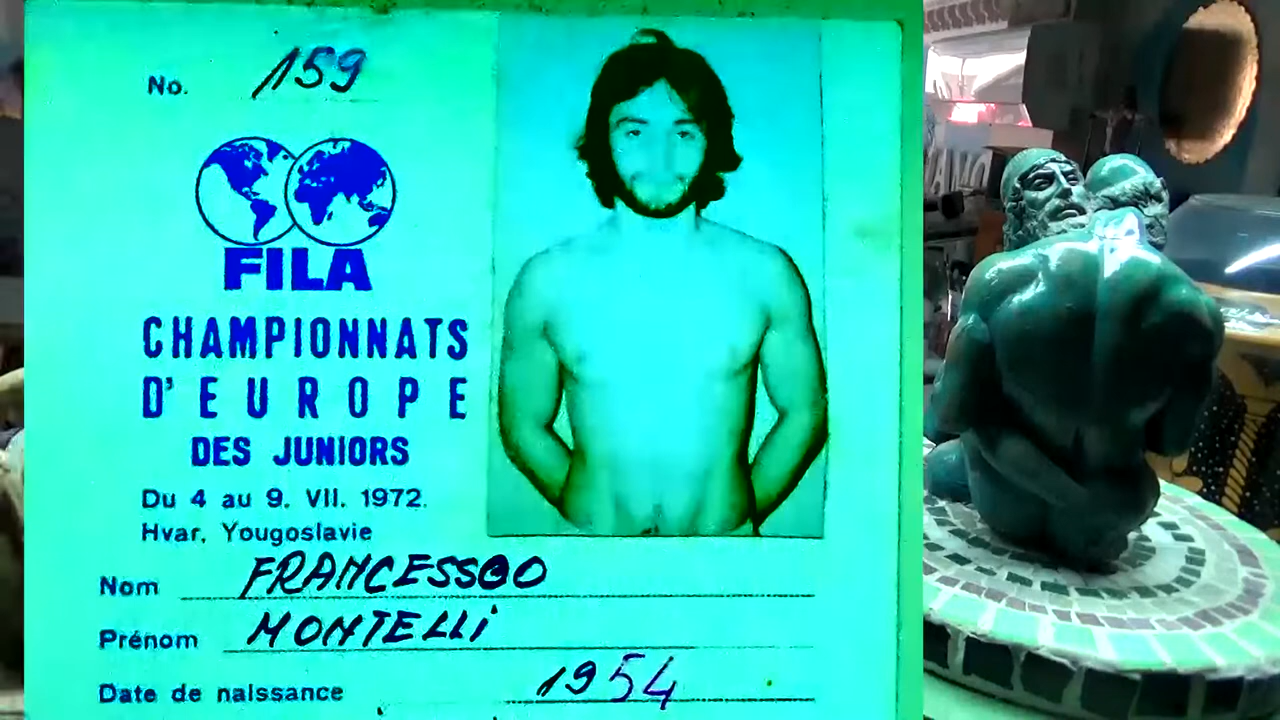 No. 159
FILA
CHAMPIONNATS
D'EUROPE
DES JUNIORS
Du 4 au 9. VII. 1972.
Hvar, Yougoslavie
Nom FRANCESSCO
Prénom MONTELLI
Date de naissance 1954
AMO